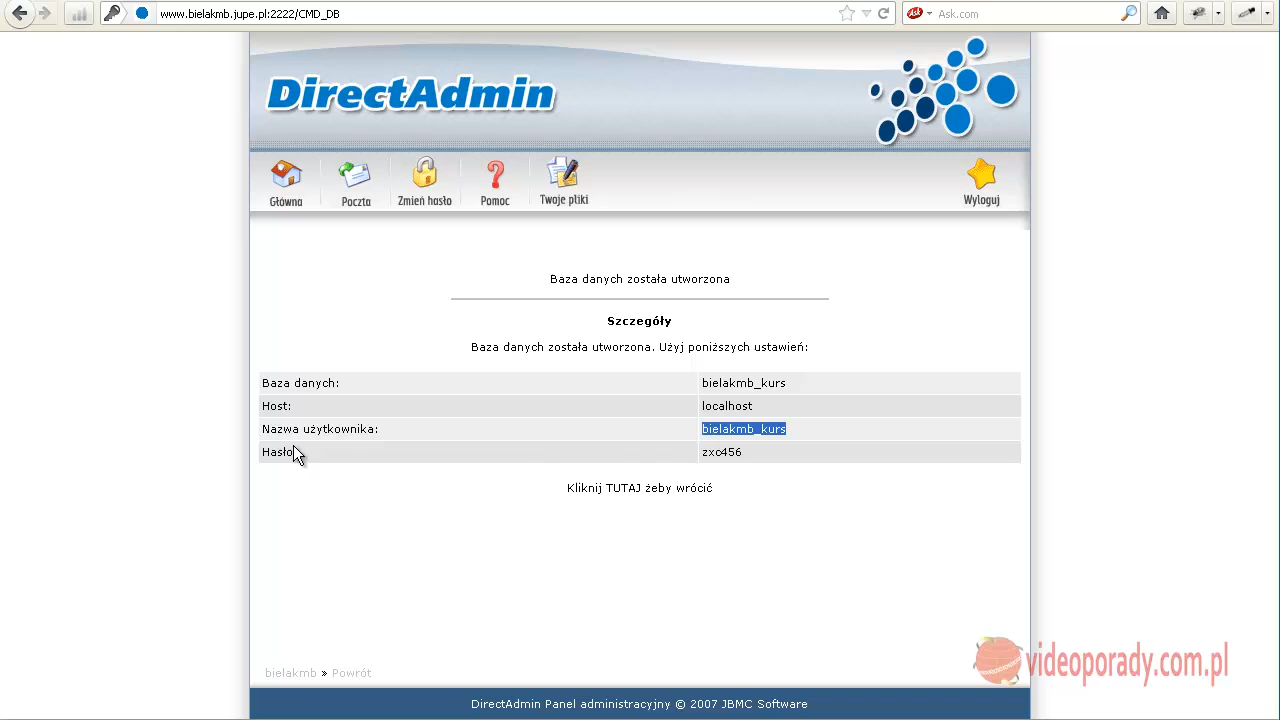 www.bielakmb.jupe.pl:2222/CMD_DB
ask Ask.com
DirectAdmin
Główna Poczta Zmień hasło Pomoc Twoje pliki Wyloguj
Baza danych została utworzona
Szczegóły
Baza danych została utworzona. Użyj poniższych ustawień:
Baza danych: bielakmb_kurs
Host: localhost
Nazwa użytkownika: bielakmb_kurs
Hasło zxc456
Kliknij TUTAJ żeby wrócić
videoporady.com.pl
bielakmb » Powrót
DirectAdmin Panel administracyjny © 2007 JBMC Software